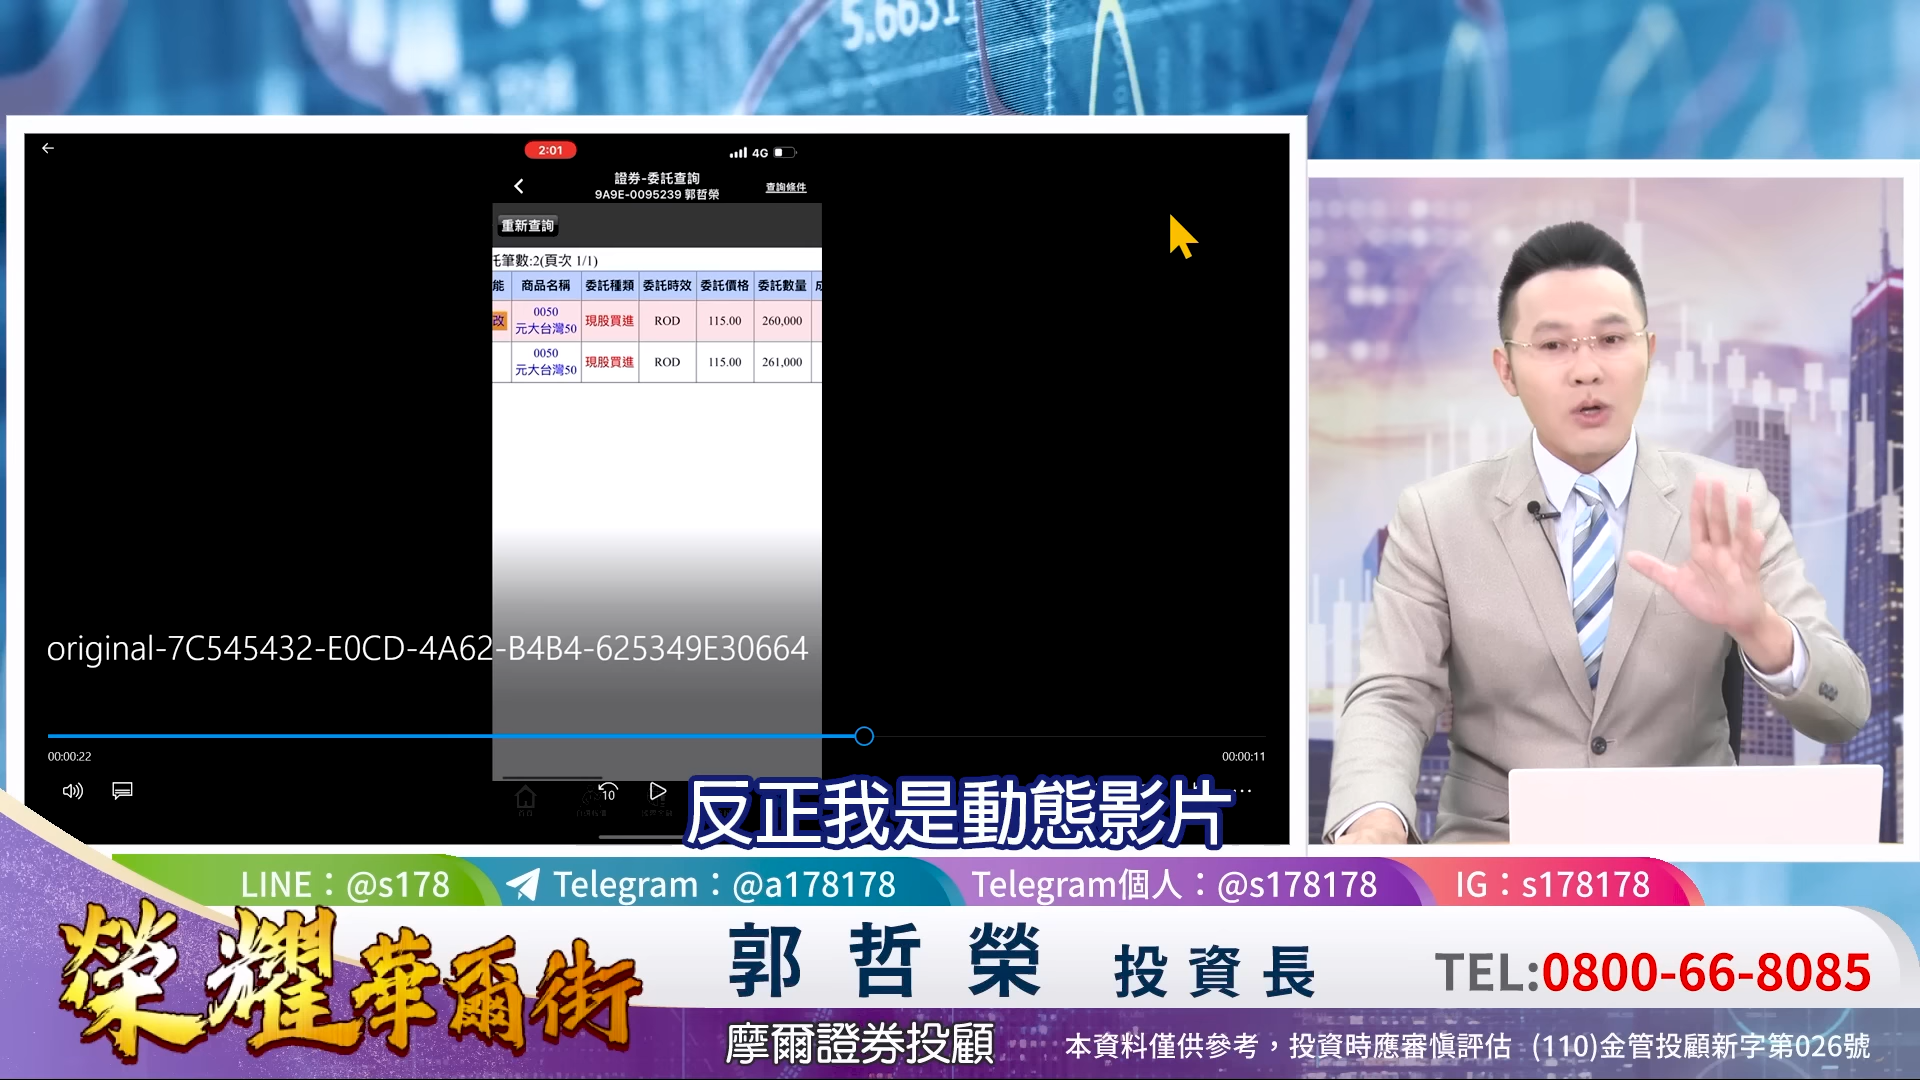 5.6631
2:01
4G
證券-委託查詢
9A9E-0095239 郭哲榮
查詢條件
重新查詢
託筆數:2(頁次 1/1)
能 商品名稱 委託種類 委託時效 委託價格 委託數量
改 0050 元大台灣50 現股買進 ROD 115.00 260,000
0050 元大台灣50 現股買進 ROD 115.00 261,000
original-7C545432-E0CD-4A62-B4B4-625349E30664
00:00:22
00:00:11
10
反正我是動態影片
LINE：@s178
Telegram：@a178178
Telegram個人：@s178178
IG：s178178
榮耀華爾街
郭哲榮 投資長
TEL:0800-66-8085
摩爾證券投顧
本資料僅供參考，投資時應審慎評估 (110)金管投顧新字第026號